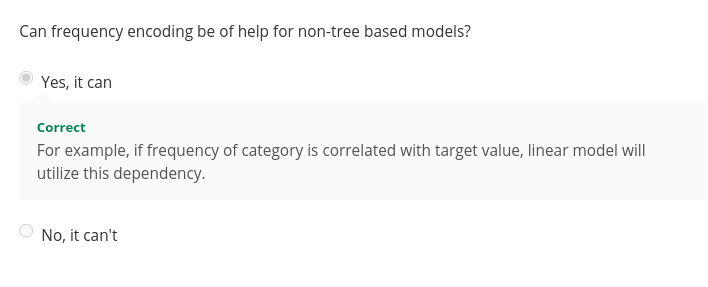 Can frequency encoding be of help for non-tree based models?
Yes, it can
Correct
For example, if frequency of category is correlated with target value, linear model will
utilize this dependency.
No, it can't